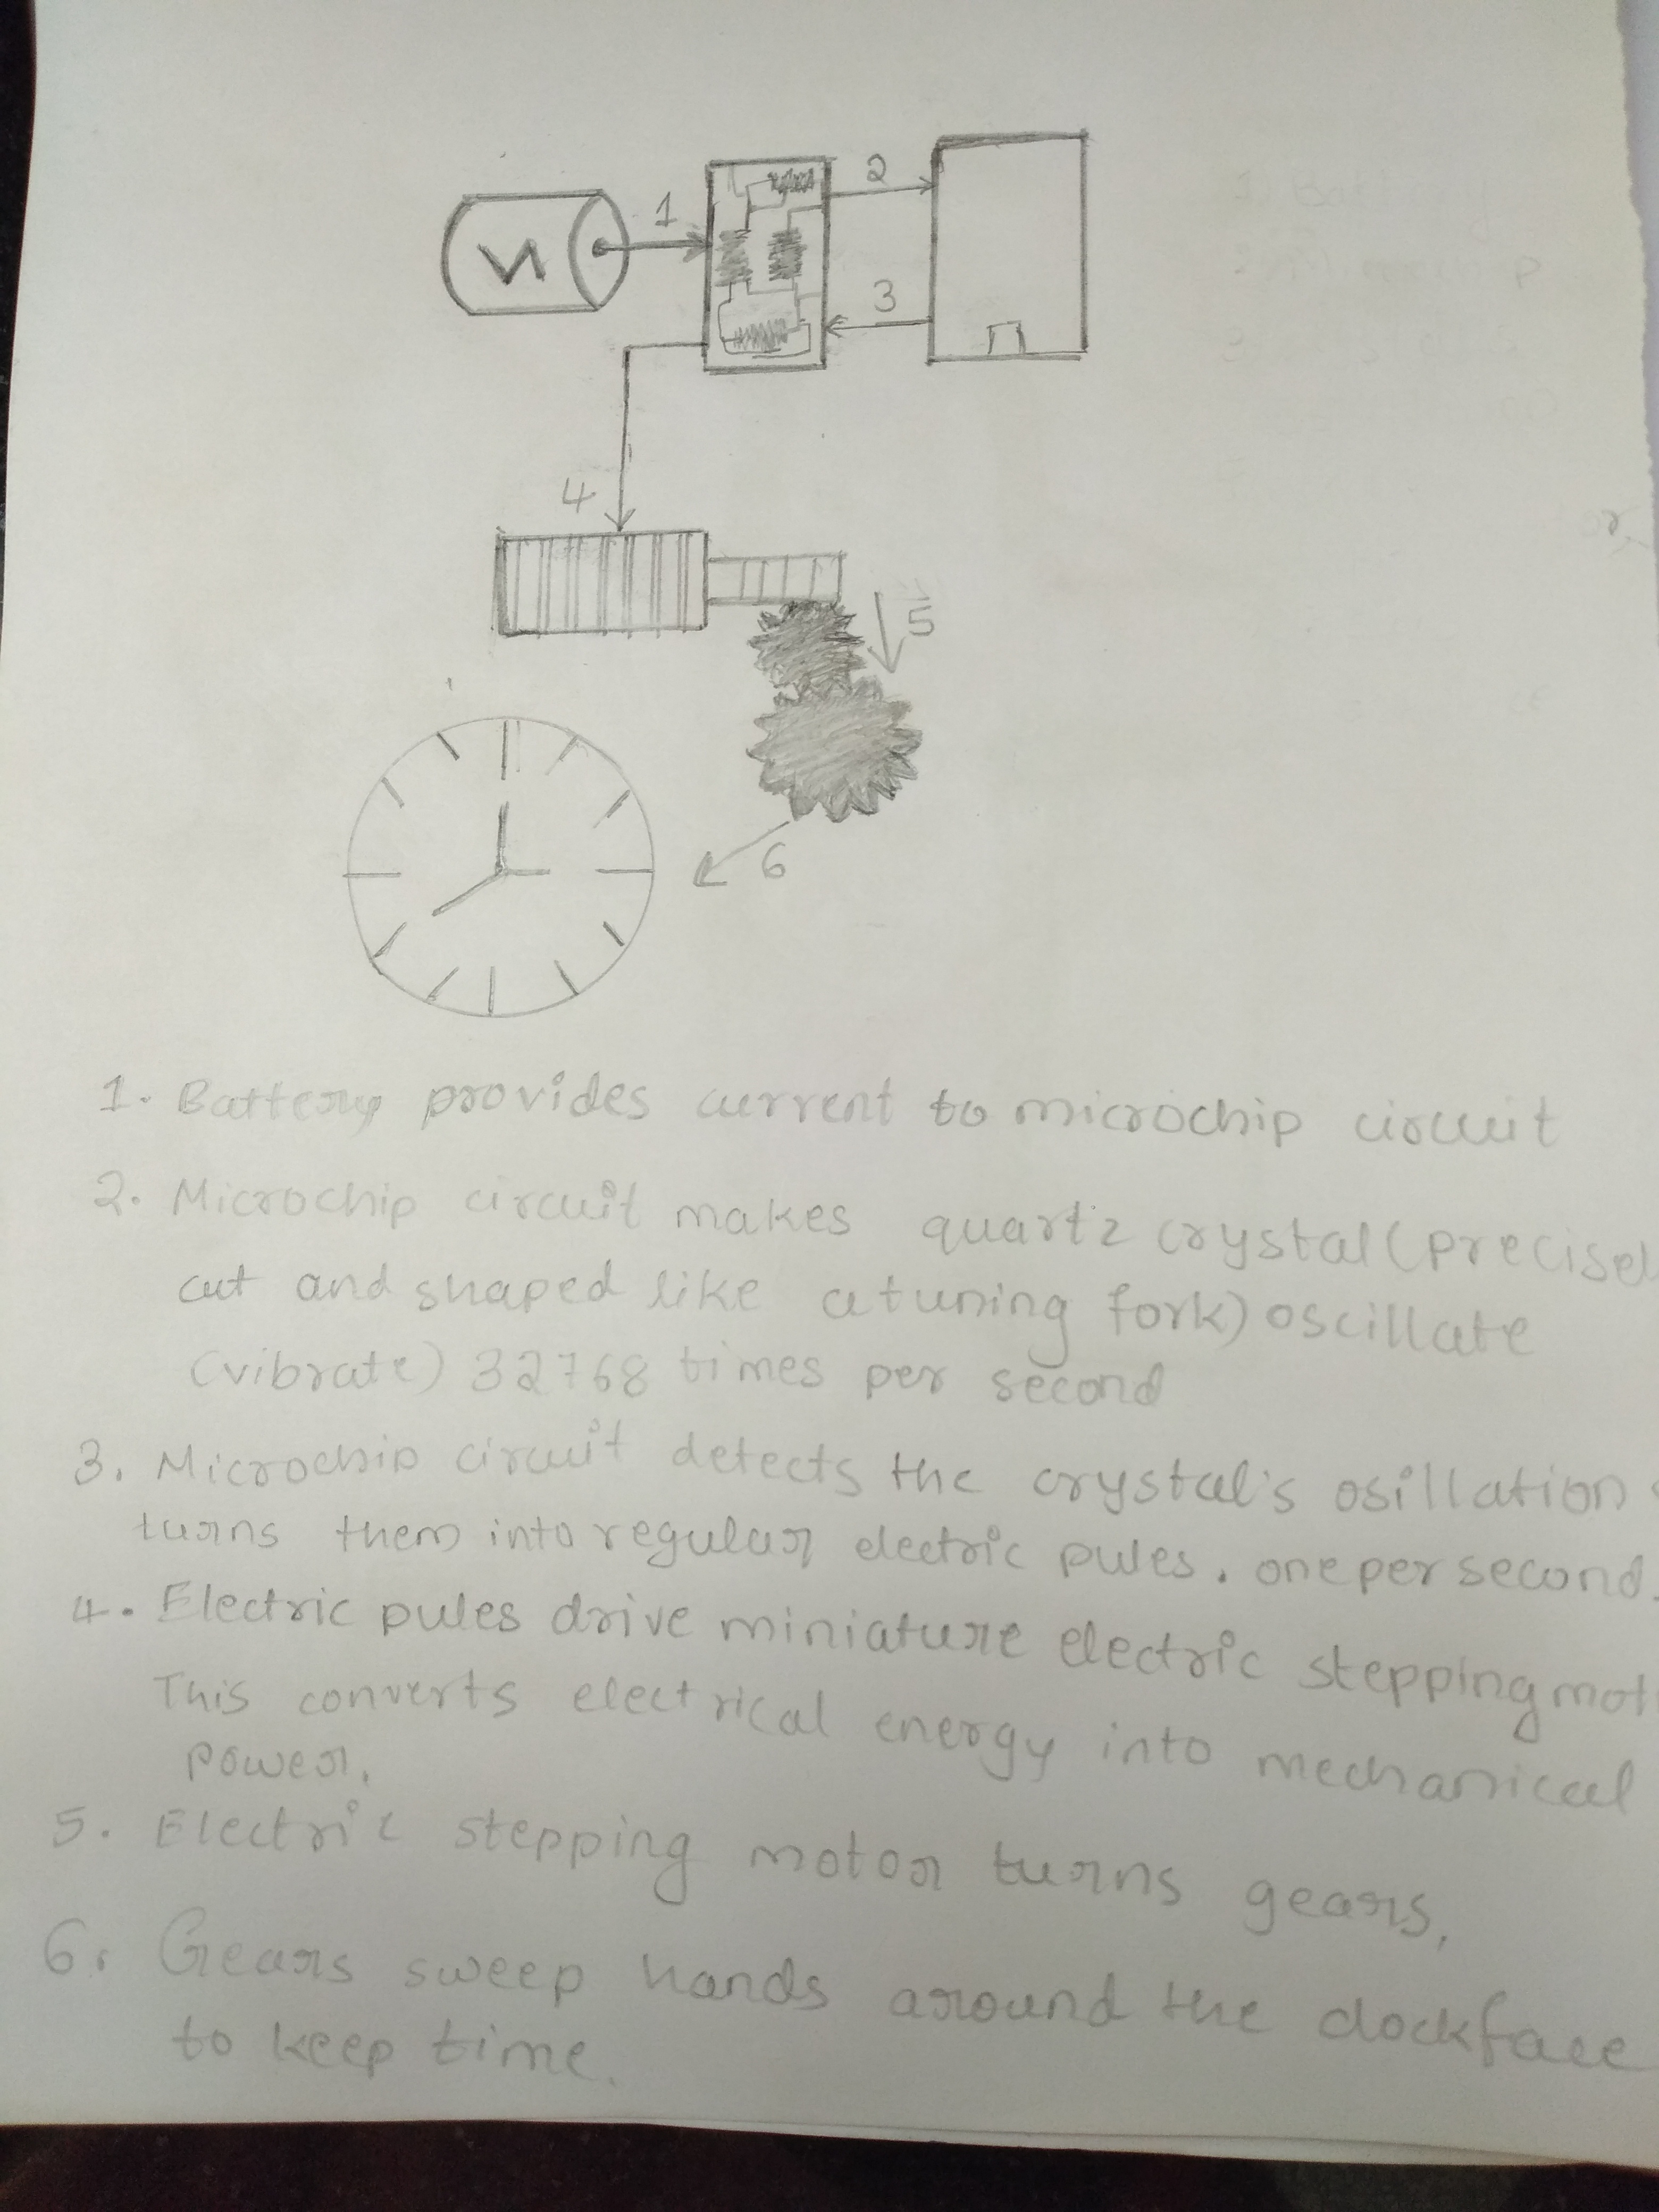 1
2
3
4
5
6
1. Battery provides current to microchip circuit
2. Microchip circuit makes quartz crystal (precisel
cut and shaped like a tuning fork) oscillate
(vibrate) 32768 times per second
3. Microchip circuit detects the crystal's osillation
turns them into regular electric pules. one per second.
4. Electric pules drive miniature electric stepping mot
This converts electrical energy into mechanical
power.
5. Electric stepping motor turns gears.
6. Gears sweep hands around the clockface
to keep time.